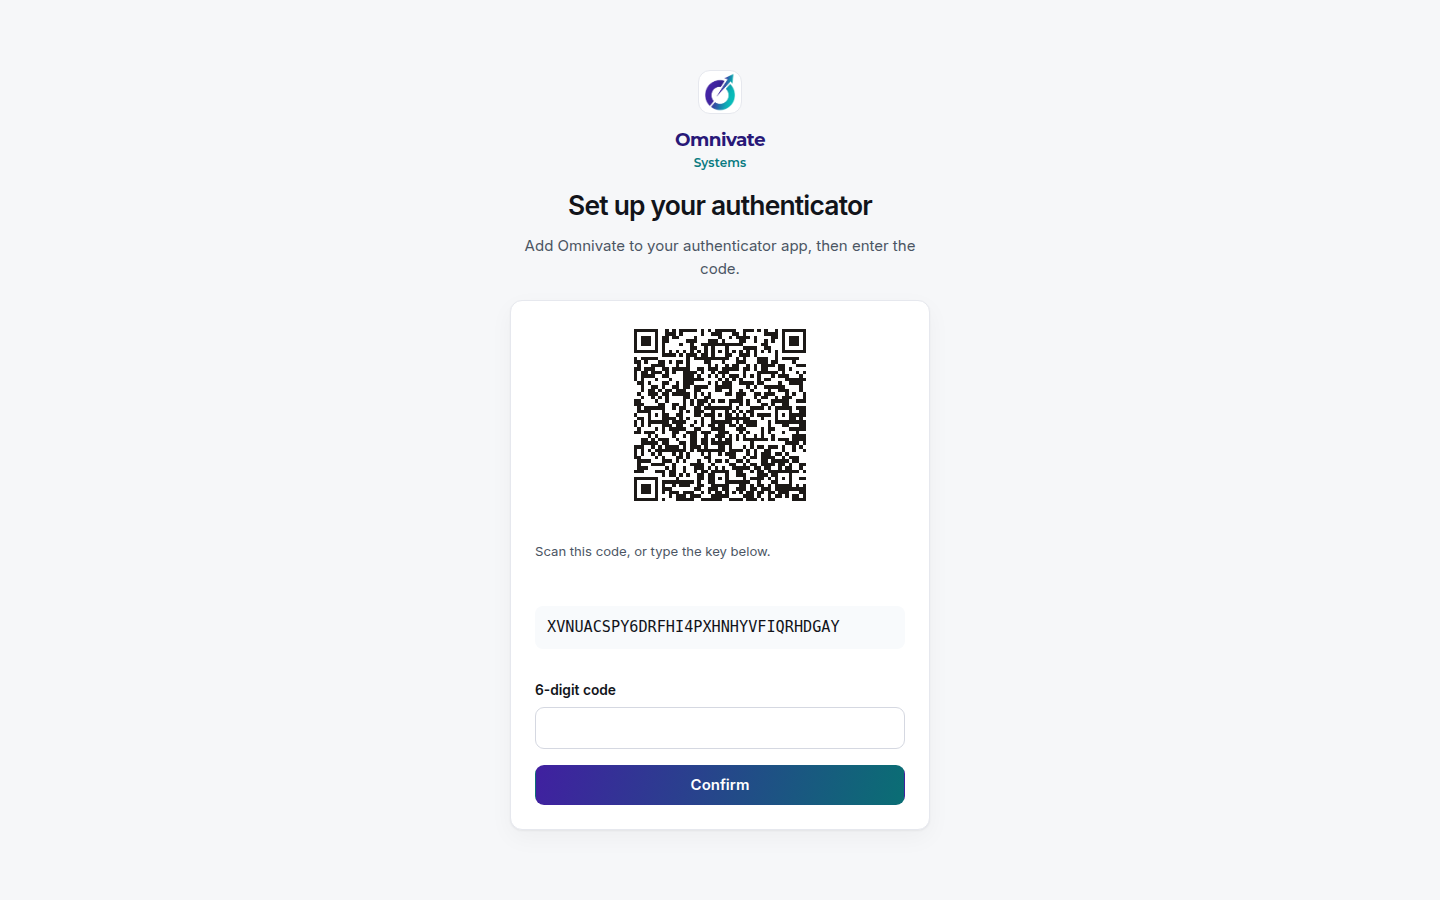 Omnivate
Systems
Set up your authenticator
Add Omnivate to your authenticator app, then enter the
code.
Scan this code, or type the key below.
XVNUACSPY6DRFHI4PXHNHYVFIQRHDGAY
6-digit code
Confirm